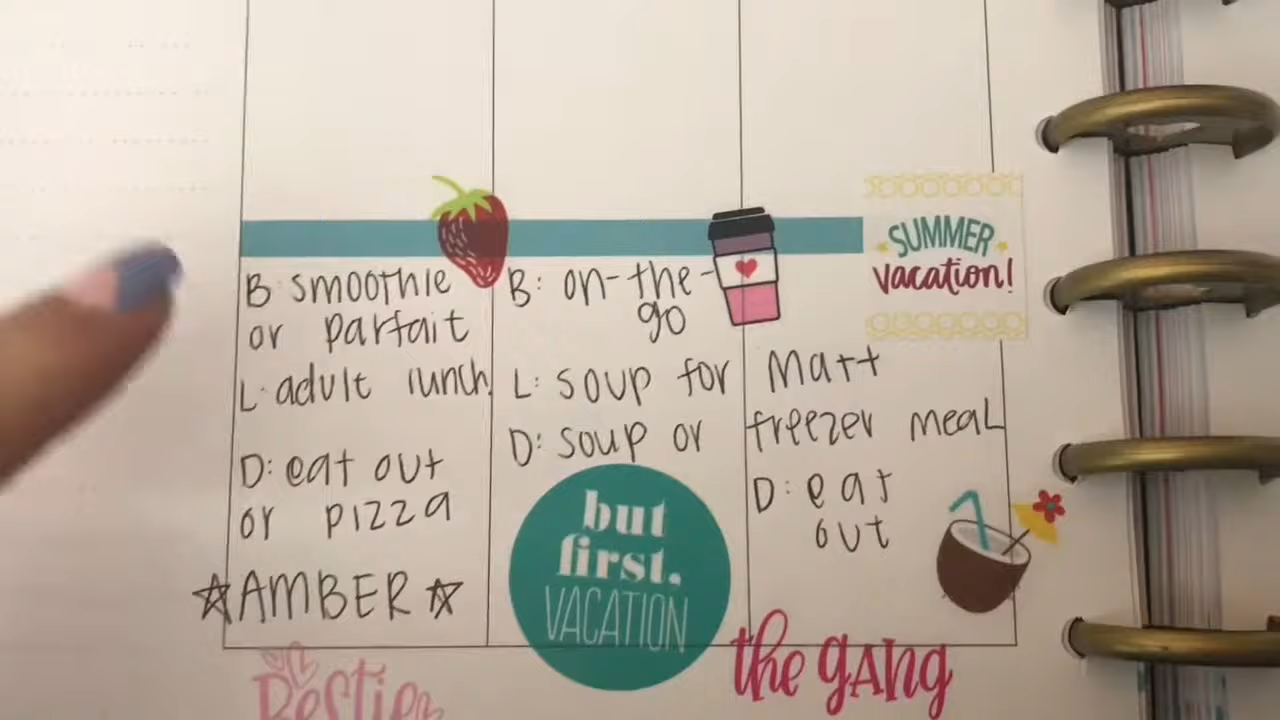 B: smoothie
or parfait
L: adult lunch
D: eat out
or pizza
☆AMBER☆
Bestie
B: on-the-
go
L: soup for Matt
D: soup or freezer meal
but
first.
VACATION
SUMMER
vacation!
D: eat
out
the gang